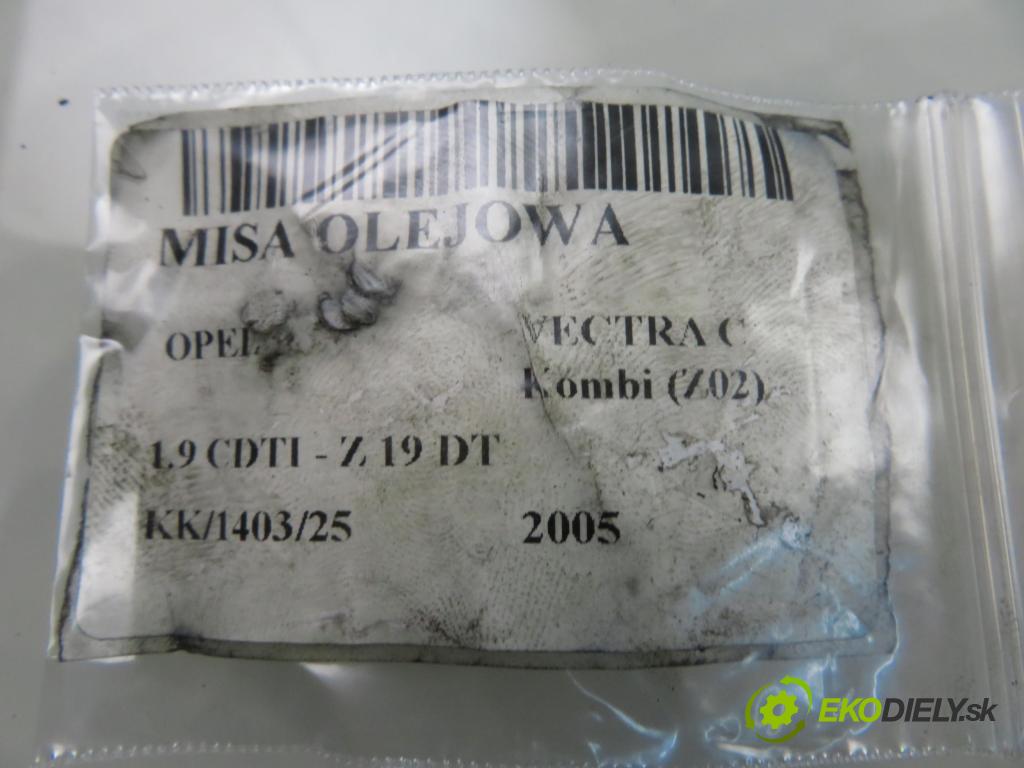 MISA OLEJOWA
OPEL
VECTRA C
Kombi (Z02)
1.9 CDTI - Z 19 DT
KK/1403/25
2005
EKODIELY.sk